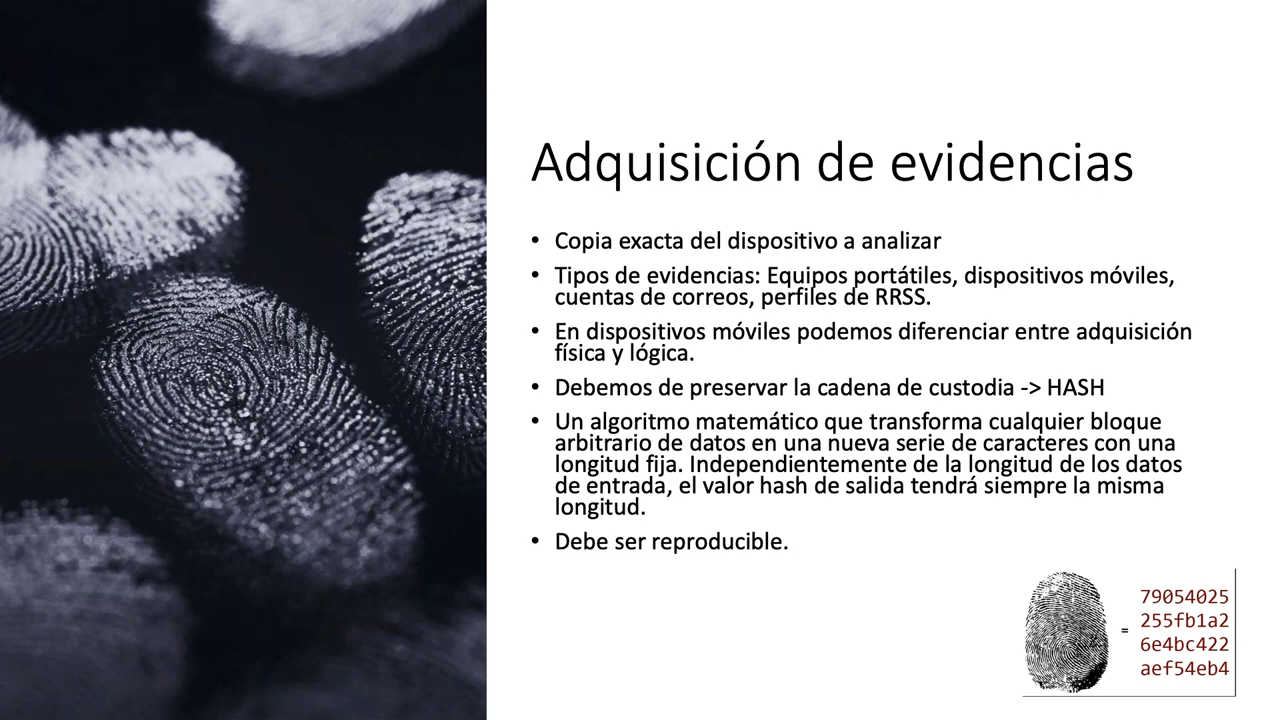 Adquisición de evidencias
• Copia exacta del dispositivo a analizar
• Tipos de evidencias: Equipos portátiles, dispositivos móviles,
cuentas de correos, perfiles de RRSS.
• En dispositivos móviles podemos diferenciar entre adquisición
física y lógica.
• Debemos de preservar la cadena de custodia -> HASH
• Un algoritmo matemático que transforma cualquier bloque
arbitrario de datos en una nueva serie de caracteres con una
longitud fija. Independientemente de la longitud de los datos
de entrada, el valor hash de salida tendrá siempre la misma
longitud.
• Debe ser reproducible.
79054025
= 255fb1a2
6e4bc422
aef54eb4